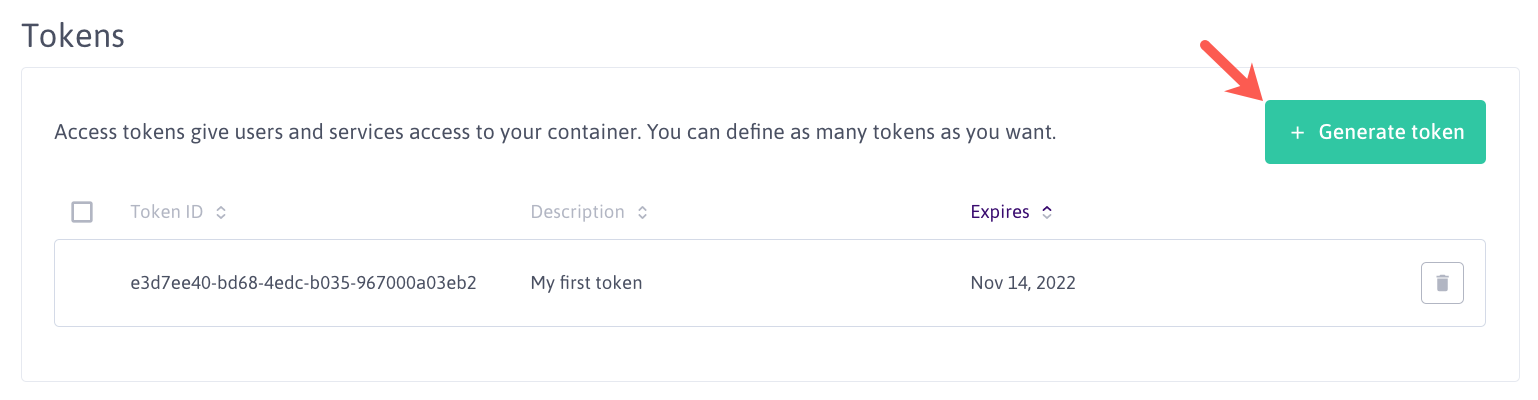 Tokens
Access tokens give users and services access to your container. You can define as many tokens as you want.
+ Generate token
Token ID Description Expires
e3d7ee40-bd68-4edc-b035-967000a03eb2 My first token Nov 14, 2022